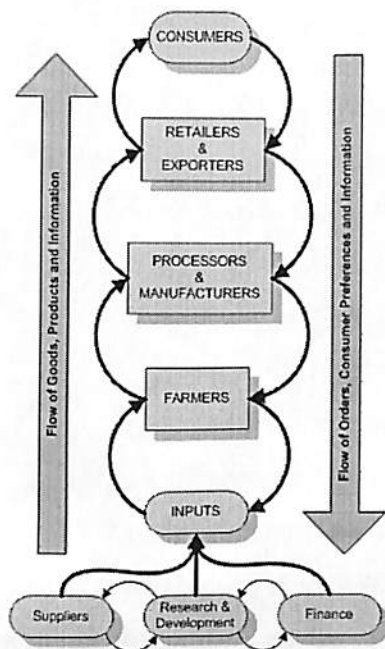 CONSUMERS
RETAILERS
&
EXPORTERS
PROCESSORS
&
MANUFACTURERS
FARMERS
INPUTS
Suppliers
Research &
Development
Finance
Flow of Goods, Products and Information
Flow of Orders, Consumer Preferences and Information